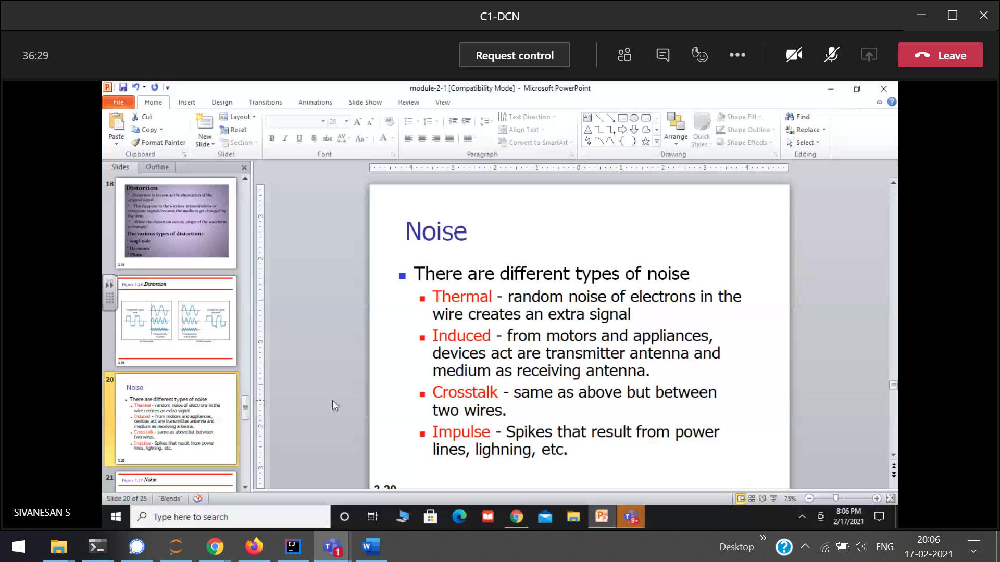 C1-DCN
36:29
Request control
Leave
module-2-1 [Compatibility Mode] - Microsoft PowerPoint
File
Home
Insert
Design
Transitions
Animations
Slide Show
Review
View
Paste
Cut
Copy
Format Painter
Clipboard
New
Slide
Layout
Reset
Section
Slides
28
Font
Text Direction
Align Text
Convert to SmartArt
Paragraph
Arrange
Quick
Styles
Shape Fill
Shape Outline
Shape Effects
Drawing
Find
Replace
Select
Editing
Slides
Outline
18
Distortion
Distortion is known as the alternation of the
original signal
This happens in the wireless transmissions or
composite signals because the medium get changed by
the time.
When the distortion occurs ,shape of the waveform
is changed.
The various types of distortion:-
Amplitude
Harmonic
Phase
3.18
Figure 3.28 Distortion
3.19
20
Noise
There are different types of noise
Thermal - random noise of electrons in the
wire creates an extra signal
Induced - from motors and appliances,
devices act are transmitter antenna and
medium as receiving antenna.
Crosstalk - same as above but between
two wires.
Impulse - Spikes that result from power
lines, lighning, etc.
3.20
21
Figure 3.29 Noise
Noise
There are different types of noise
Thermal - random noise of electrons in the
wire creates an extra signal
Induced - from motors and appliances,
devices act are transmitter antenna and
medium as receiving antenna.
Crosstalk - same as above but between
two wires.
Impulse - Spikes that result from power
lines, lighning, etc.
3.20
Slide 20 of 25
"Blends"
75%
SIVANESAN S
Type here to search
8:06 PM
2/17/2021
Desktop
ENG
20:06
17-02-2021